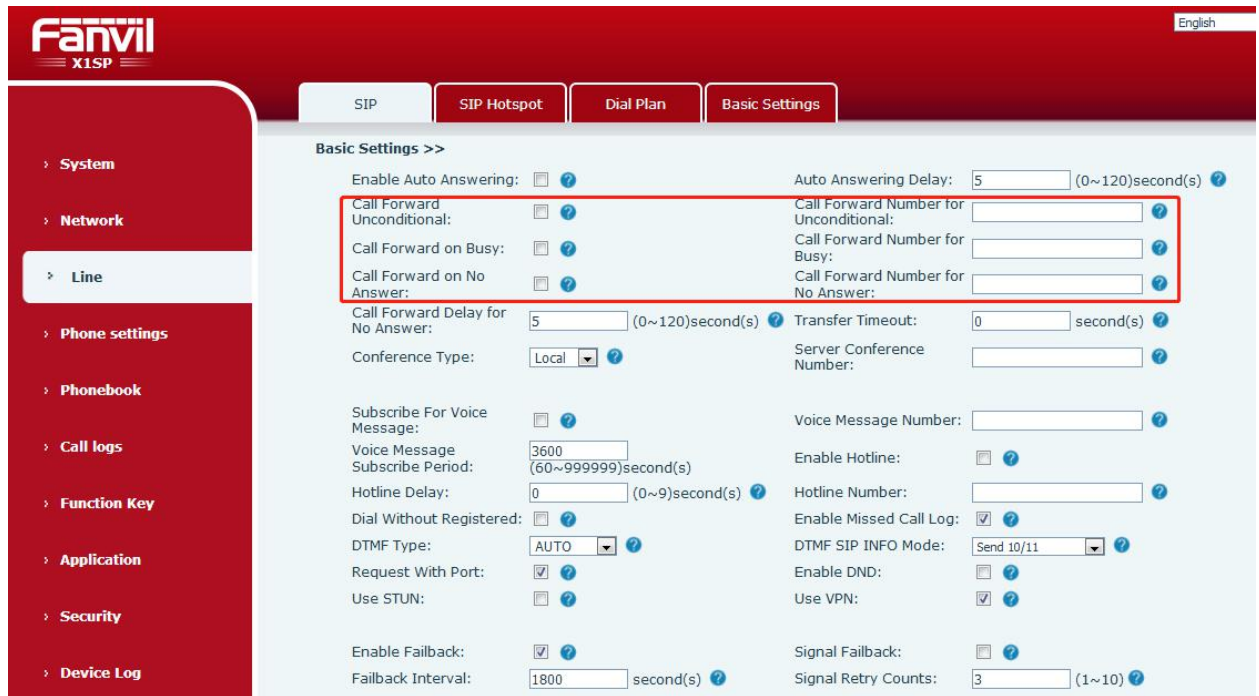 Fanvil
X1SP
English
SIP
SIP Hotspot
Dial Plan
Basic Settings
System
Network
Line
Phone settings
Phonebook
Call logs
Function Key
Application
Security
Device Log
Basic Settings >>
Enable Auto Answering: ?
Auto Answering Delay: 5 (0~120)second(s) ?
Call Forward
Unconditional: ?
Call Forward Number for
Unconditional: ?
Call Forward on Busy: ?
Call Forward Number for
Busy: ?
Call Forward on No
Answer: ?
Call Forward Number for
No Answer: ?
Call Forward Delay for
No Answer: 5 (0~120)second(s) ?
Transfer Timeout: 0 second(s) ?
Conference Type: Local ?
Server Conference
Number: ?
Subscribe For Voice
Message: ?
Voice Message Number: ?
Voice Message
Subscribe Period: 3600
(60~999999)second(s)
Enable Hotline: ?
Hotline Delay: 0 (0~9)second(s) ?
Hotline Number: ?
Dial Without Registered: ?
Enable Missed Call Log: ?
DTMF Type: AUTO ?
DTMF SIP INFO Mode: Send 10/11 ?
Request With Port: ?
Enable DND: ?
Use STUN: ?
Use VPN: ?
Enable Failback: ?
Signal Failback: ?
Failback Interval: 1800 second(s) ?
Signal Retry Counts: 3 (1~10) ?